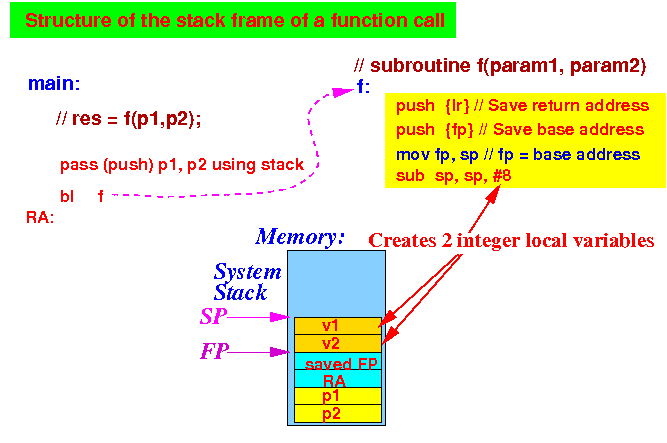 Structure of the stack frame of a function call
// subroutine f(param1, param2)
main:
f:
// res = f(p1,p2);
push {lr} // Save return address
push {fp} // Save base address
mov fp, sp // fp = base address
sub sp, sp, #8
pass (push) p1, p2 using stack
bl f
RA:
Memory:
Creates 2 integer local variables
System
Stack
SP
v1
v2
FP
saved FP
RA
p1
p2